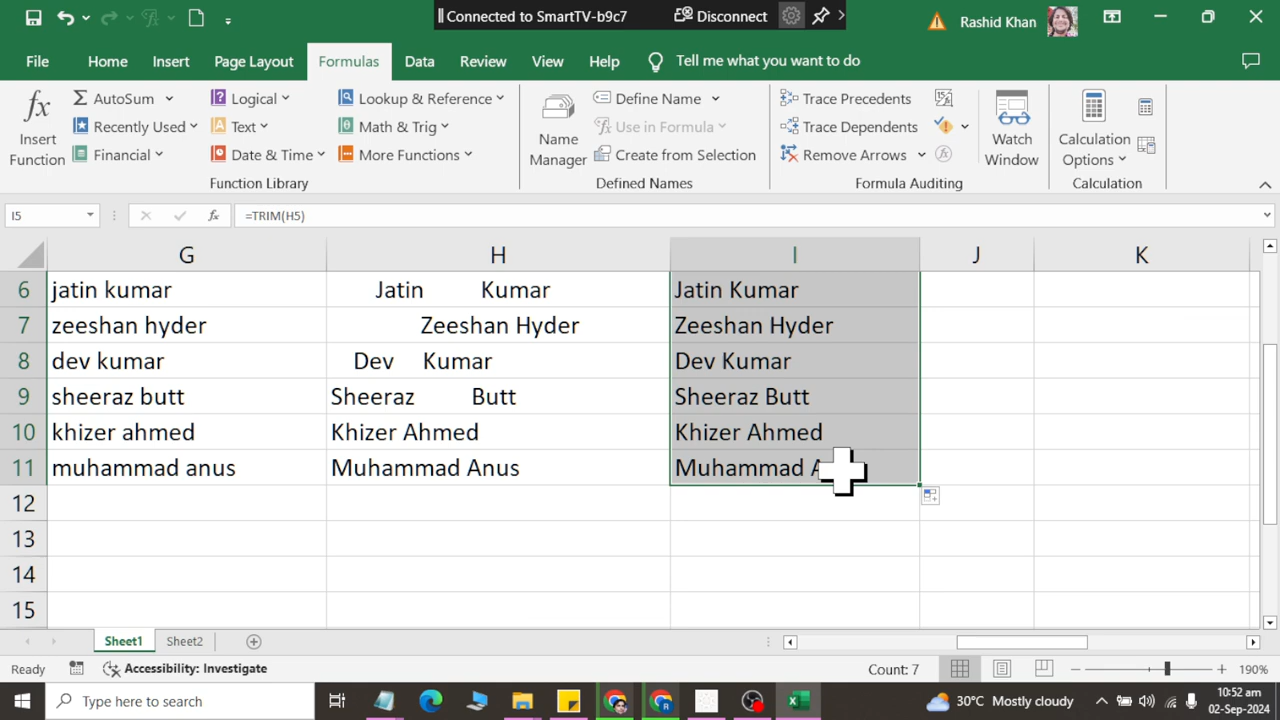 Connected to SmartTV-b9c7 Disconnect
Rashid Khan
File Home Insert Page Layout Formulas Data Review View Help Tell me what you want to do
fx Insert Function
AutoSum
Recently Used
Financial
Logical
Text
Date & Time
Lookup & Reference
Math & Trig
More Functions
Function Library
Name Manager
Define Name
Use in Formula
Create from Selection
Defined Names
Trace Precedents
Trace Dependents
Remove Arrows
Formula Auditing
Watch Window
Calculation Options
Calculation
I5 fx =TRIM(H5)
G H I J K
6 jatin kumar Jatin Kumar Jatin Kumar
7 zeeshan hyder Zeeshan Hyder Zeeshan Hyder
8 dev kumar Dev Kumar Dev Kumar
9 sheeraz butt Sheeraz Butt Sheeraz Butt
10 khizer ahmed Khizer Ahmed Khizer Ahmed
11 muhammad anus Muhammad Anus Muhammad A
12
13
14
15
Sheet1 Sheet2
Ready Accessibility: Investigate Count: 7 190%
Type here to search 30°C Mostly cloudy 10:52 am
02-Sep-2024